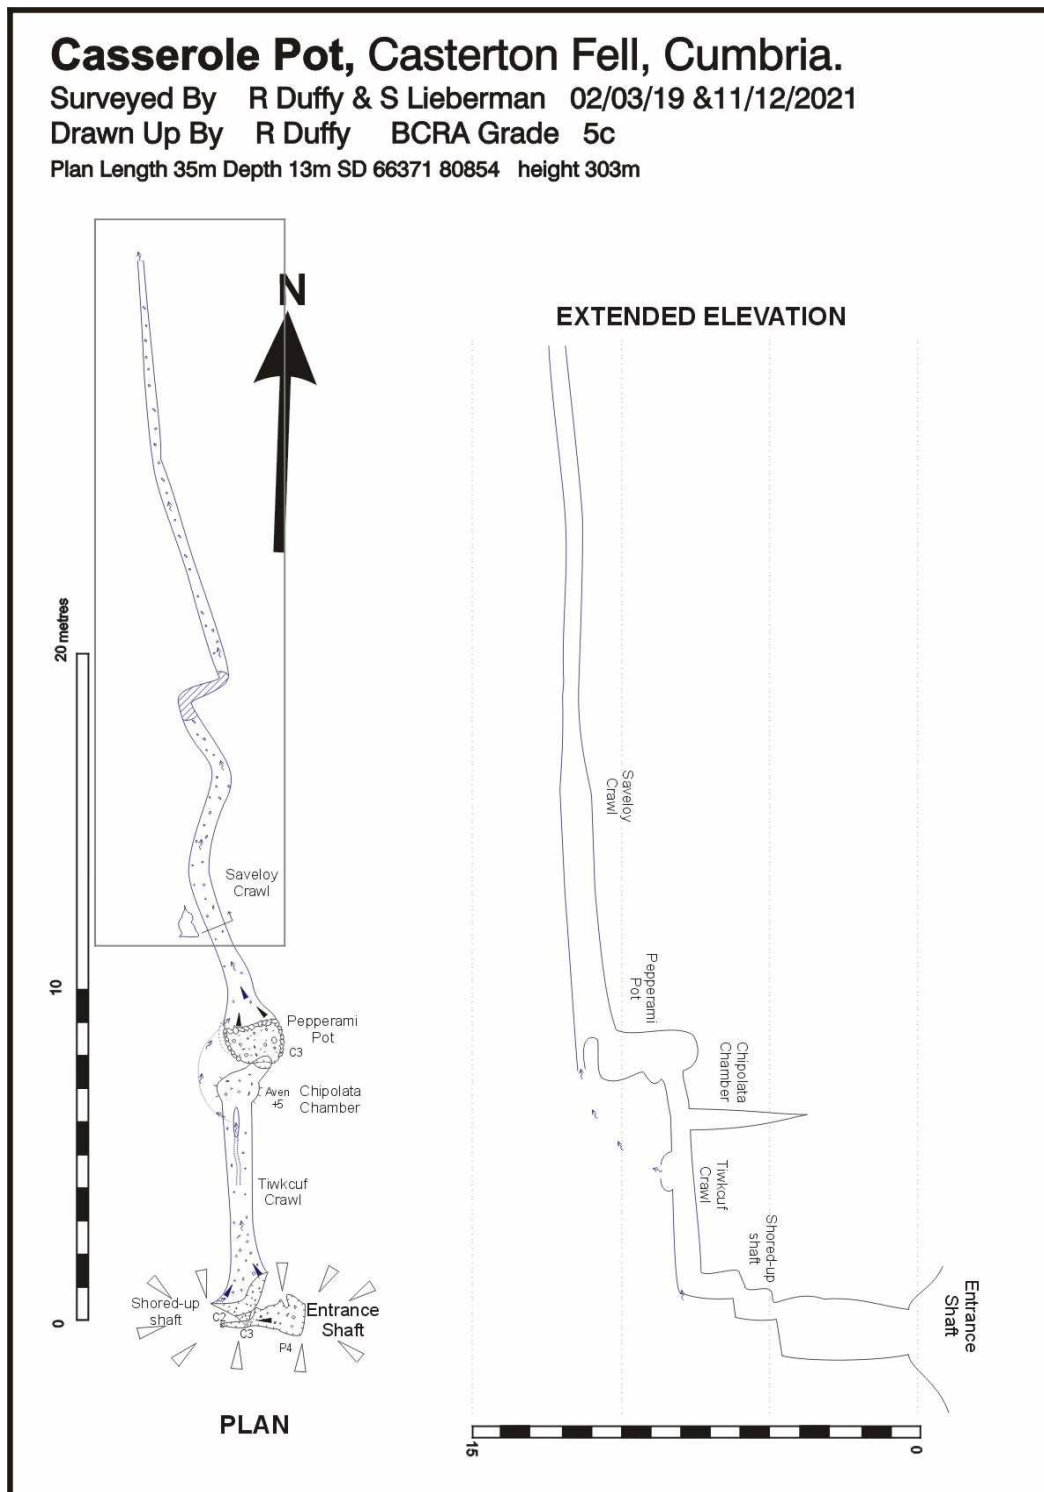 Casserole Pot, Casterton Fell, Cumbria.
Surveyed By R Duffy & S Lieberman 02/03/19 &11/12/2021
Drawn Up By R Duffy BCRA Grade 5c
Plan Length 35m Depth 13m SD 66371 80854 height 303m
N
20 metres
10
0
Saveloy
Crawl
Pepperami
Pot
C3
Aven
+5
Chipolata
Chamber
Tiwkcuf
Crawl
Shored-up
shaft
C2
C3
P4
Entrance
Shaft
PLAN
EXTENDED ELEVATION
Saveloy
Crawl
Pepperami
Pot
Chipolata
Chamber
Tiwkcuf
Crawl
Shored-up
shaft
Entrance
Shaft
15
0